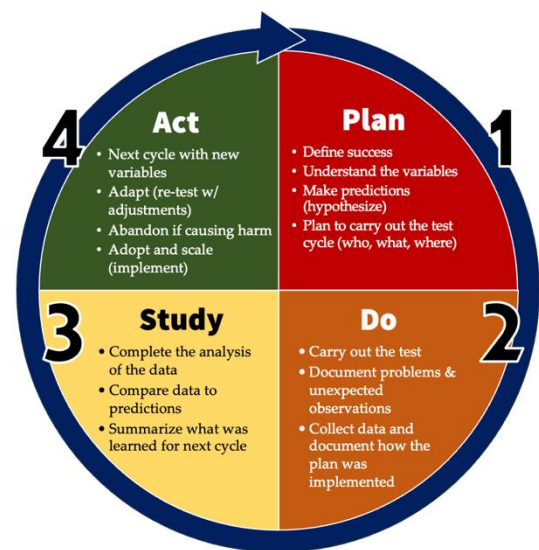 1
Plan
• Define success
• Understand the variables
• Make predictions
(hypothesize)
• Plan to carry out the test
cycle (who, what, where)
2
Do
• Carry out the test
• Document problems &
unexpected
observations
• Collect data and
document how the
plan was
implemented
3
Study
• Complete the analysis
of the data
• Compare data to
predictions
• Summarize what was
learned for next cycle
4
Act
• Next cycle with new
variables
• Adapt (re-test w/
adjustments)
• Abandon if causing harm
• Adopt and scale
(implement)